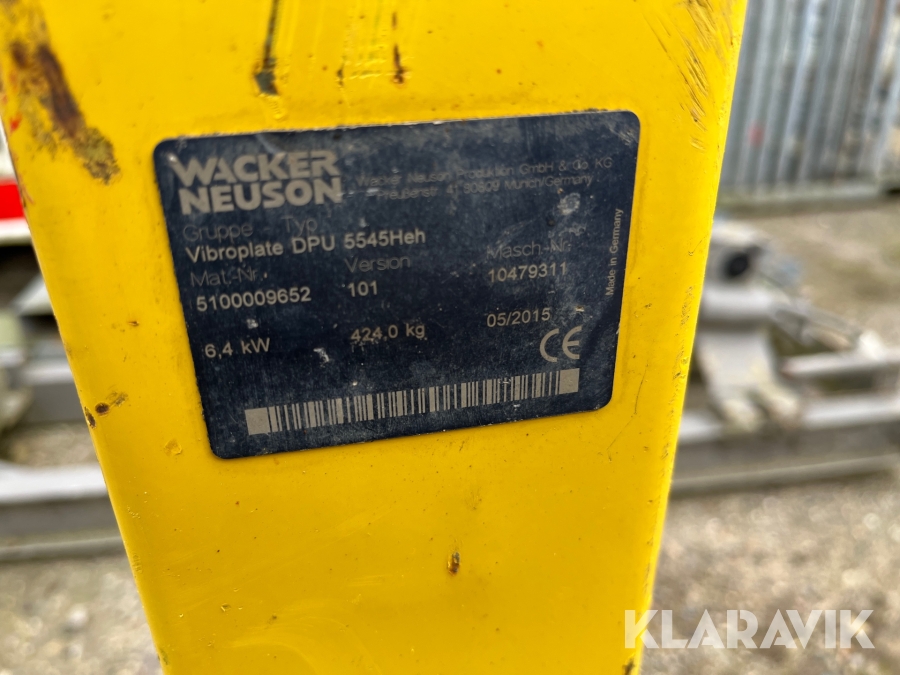 WACKER
NEUSON
Wacker Neuson Produktion GmbH & Co. KG
Preußenstr. 41 80809 Munich/Germany
Gruppe Typ
Vibroplate DPU 5545Heh
Mat.-Nr. Version Masch-Nr.
5100009652 101 10479311
6,4 kW 424,0 kg 05/2015
CE
Made in Germany
KLARAVIK